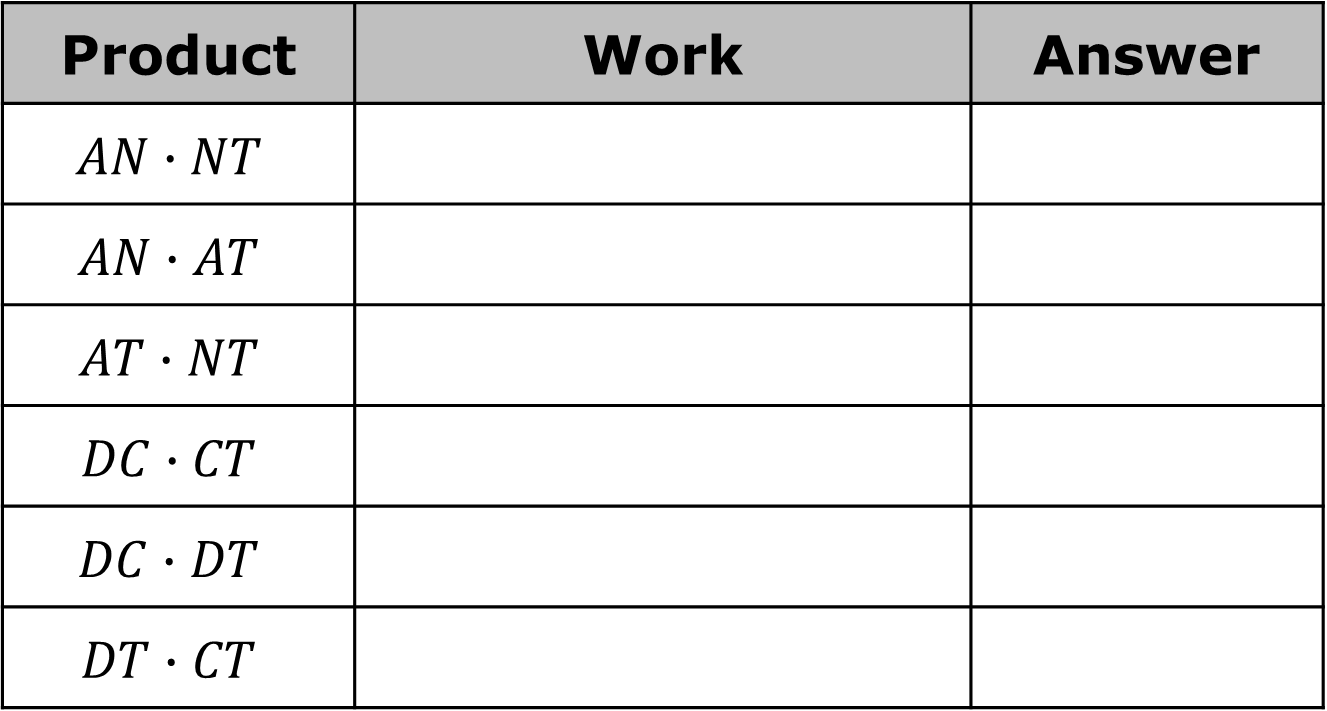 Product Work Answer
AN · NT
AN · AT
AT · NT
DC · CT
DC · DT
DT · CT